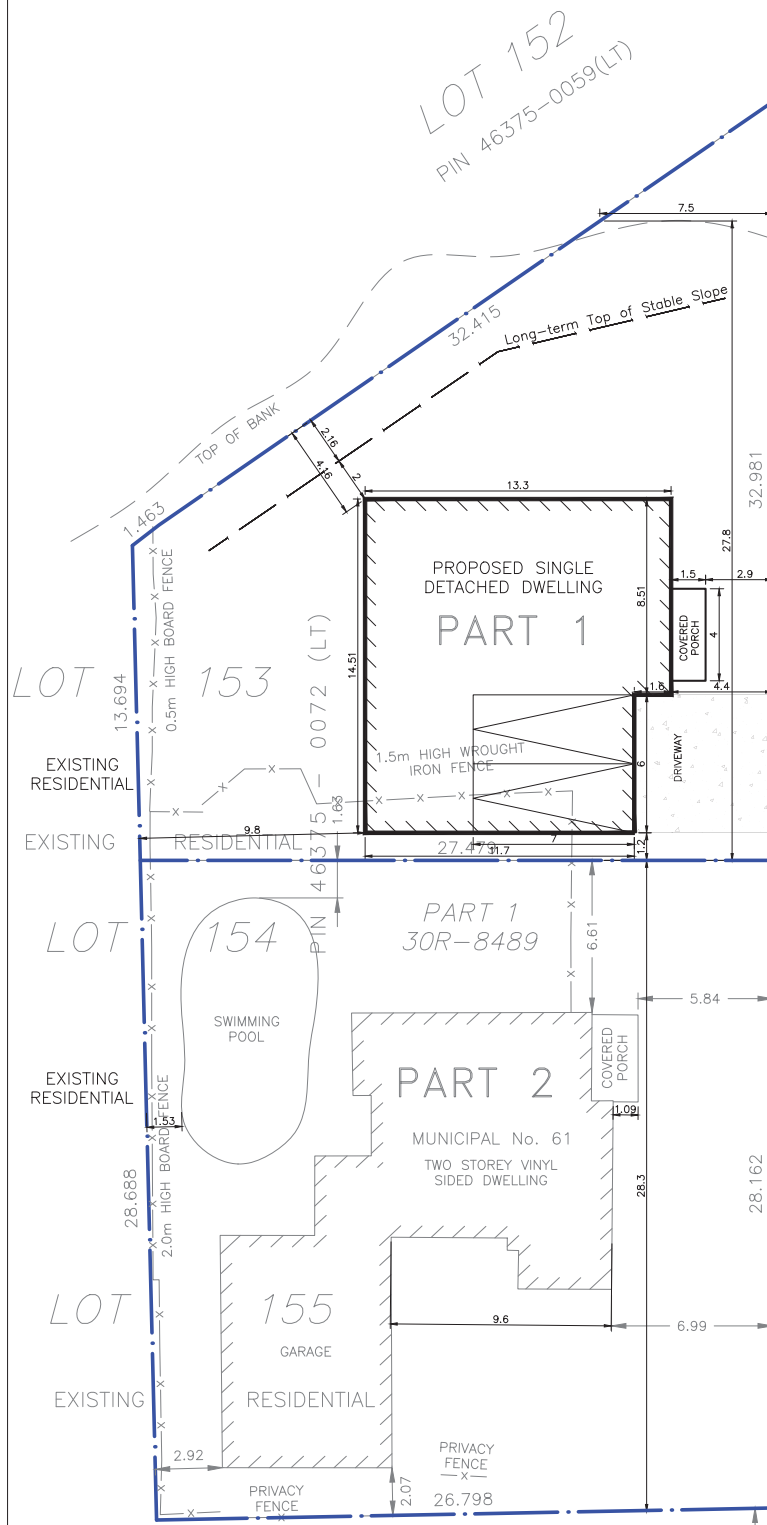 LOT 152
PIN 46375-0059(LT)
7.5
32.415
Long-term Top of Stable Slope
TOP OF BANK
2.16
4.16
2
1.463
13.3
32.981
27.8
0.5m HIGH BOARD FENCE
PROPOSED SINGLE
DETACHED DWELLING
PART 1
8.51
1.5
2.9
COVERED
PORCH
4
14.51
LOT 153
13.694
PIN 46375 - 0072 (LT)
1.6
4.4
EXISTING
RESIDENTIAL
1.5m HIGH WROUGHT
IRON FENCE
6
DRIVEWAY
1.63
9.8
EXISTING RESIDENTIAL
27.479
7
11.7
1.2
LOT 154
PART 1
30R-8489
6.61
5.84
SWIMMING
POOL
COVERED
PORCH
EXISTING
RESIDENTIAL
PART 2
1.53
1.09
MUNICIPAL No. 61
TWO STOREY VINYL
SIDED DWELLING
28.688
2.0m HIGH BOARD FENCE
28.3
28.162
LOT 155
9.6
6.99
GARAGE
EXISTING RESIDENTIAL
2.92
PRIVACY
FENCE
2.07
26.798
PRIVACY
FENCE